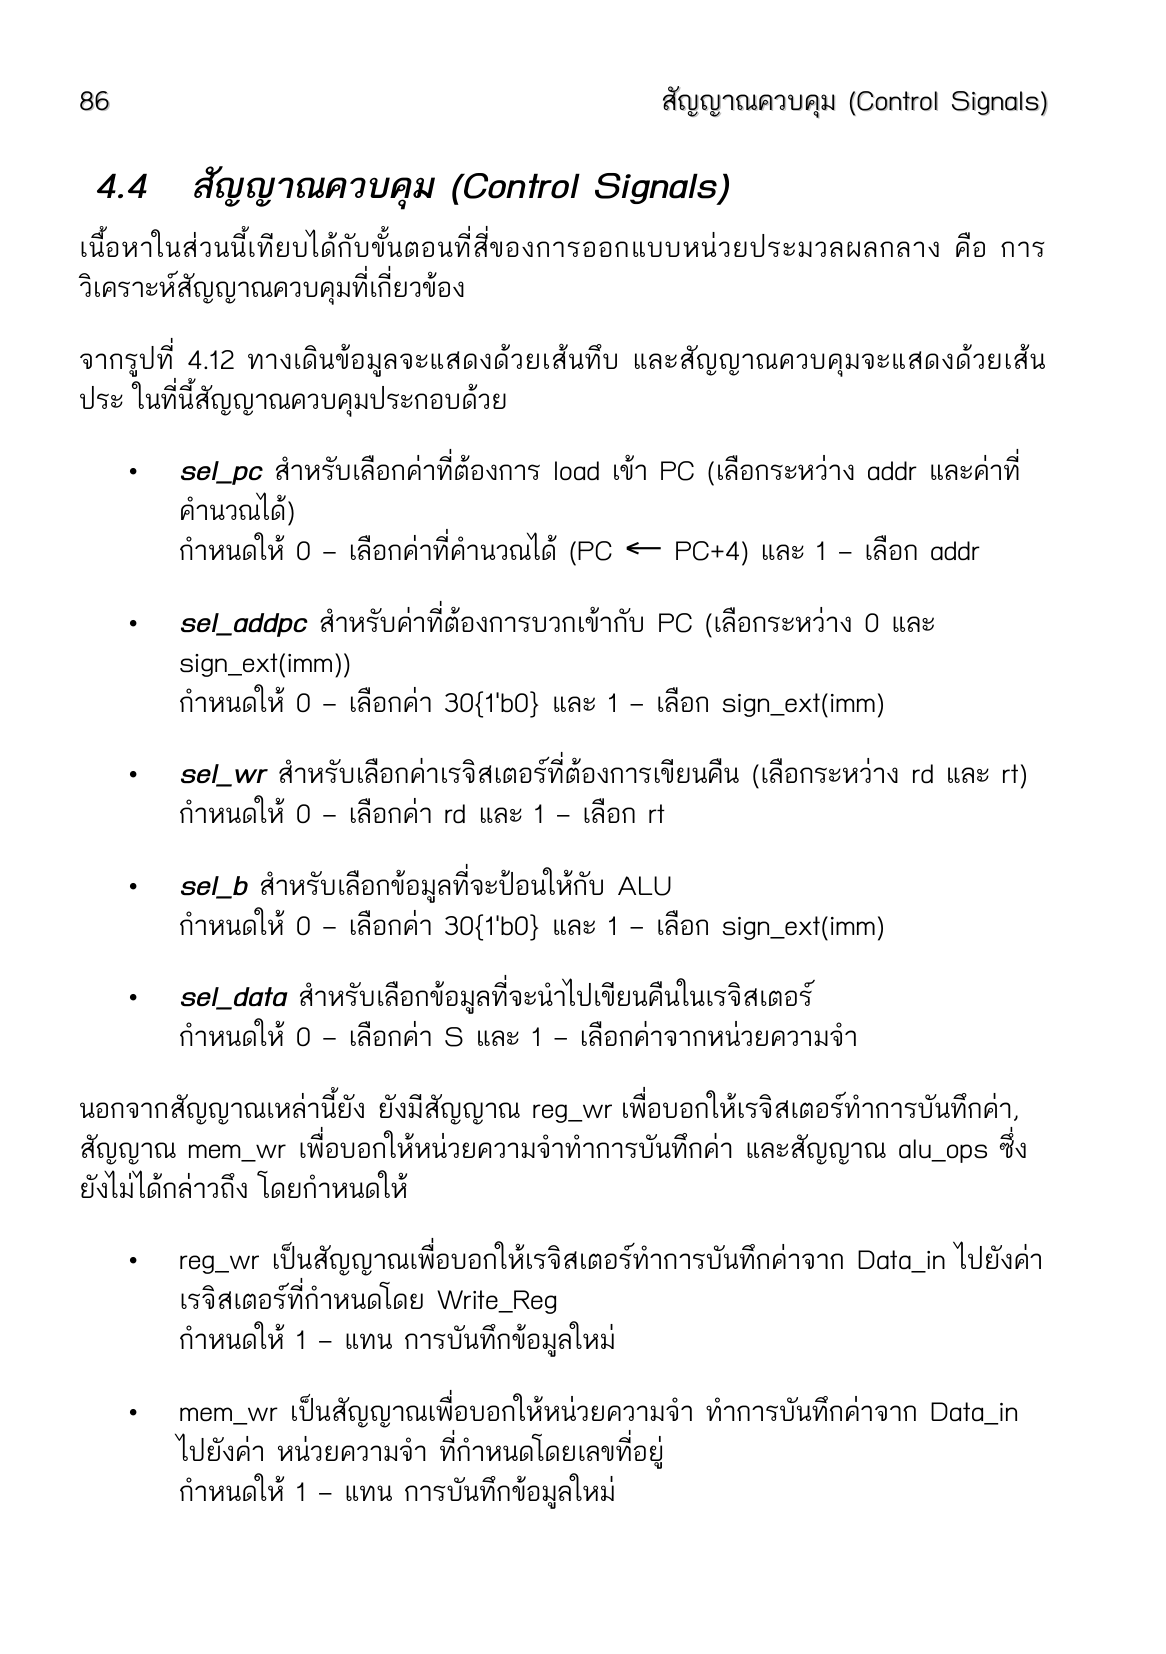 86 สัญญาณควบคุม (Control Signals)
4.4 สัญญาณควบคุม (Control Signals)
เนื้อหาในส่วนนี้เทียบได้กับขั้นตอนที่สี่ของการออกแบบหน่วยประมวลผลกลาง คือ การ
วิเคราะห์สัญญาณควบคุมที่เกี่ยวข้อง
จากรูปที่ 4.12 ทางเดินข้อมูลจะแสดงด้วยเส้นทึบ และสัญญาณควบคุมจะแสดงด้วยเส้น
ประ ในที่นี้สัญญาณควบคุมประกอบด้วย
• sel_pc สำหรับเลือกค่าที่ต้องการ load เข้า PC (เลือกระหว่าง addr และค่าที่
คำนวณได้)
กำหนดให้ 0 – เลือกค่าที่คำนวณได้ (PC ← PC+4) และ 1 – เลือก addr
• sel_addpc สำหรับค่าที่ต้องการบวกเข้ากับ PC (เลือกระหว่าง 0 และ
sign_ext(imm))
กำหนดให้ 0 – เลือกค่า 30{1'b0} และ 1 – เลือก sign_ext(imm)
• sel_wr สำหรับเลือกค่าเรจิสเตอร์ที่ต้องการเขียนคืน (เลือกระหว่าง rd และ rt)
กำหนดให้ 0 – เลือกค่า rd และ 1 – เลือก rt
• sel_b สำหรับเลือกข้อมูลที่จะป้อนให้กับ ALU
กำหนดให้ 0 – เลือกค่า 30{1'b0} และ 1 – เลือก sign_ext(imm)
• sel_data สำหรับเลือกข้อมูลที่จะนำไปเขียนคืนในเรจิสเตอร์
กำหนดให้ 0 – เลือกค่า S และ 1 – เลือกค่าจากหน่วยความจำ
นอกจากสัญญาณเหล่านี้ยัง ยังมีสัญญาณ reg_wr เพื่อบอกให้เรจิสเตอร์ทำการบันทึกค่า,
สัญญาณ mem_wr เพื่อบอกให้หน่วยความจำทำการบันทึกค่า และสัญญาณ alu_ops ซึ่ง
ยังไม่ได้กล่าวถึง โดยกำหนดให้
• reg_wr เป็นสัญญาณเพื่อบอกให้เรจิสเตอร์ทำการบันทึกค่าจาก Data_in ไปยังค่า
เรจิสเตอร์ที่กำหนดโดย Write_Reg
กำหนดให้ 1 – แทน การบันทึกข้อมูลใหม่
• mem_wr เป็นสัญญาณเพื่อบอกให้หน่วยความจำ ทำการบันทึกค่าจาก Data_in
ไปยังค่า หน่วยความจำ ที่กำหนดโดยเลขที่อยู่
กำหนดให้ 1 – แทน การบันทึกข้อมูลใหม่